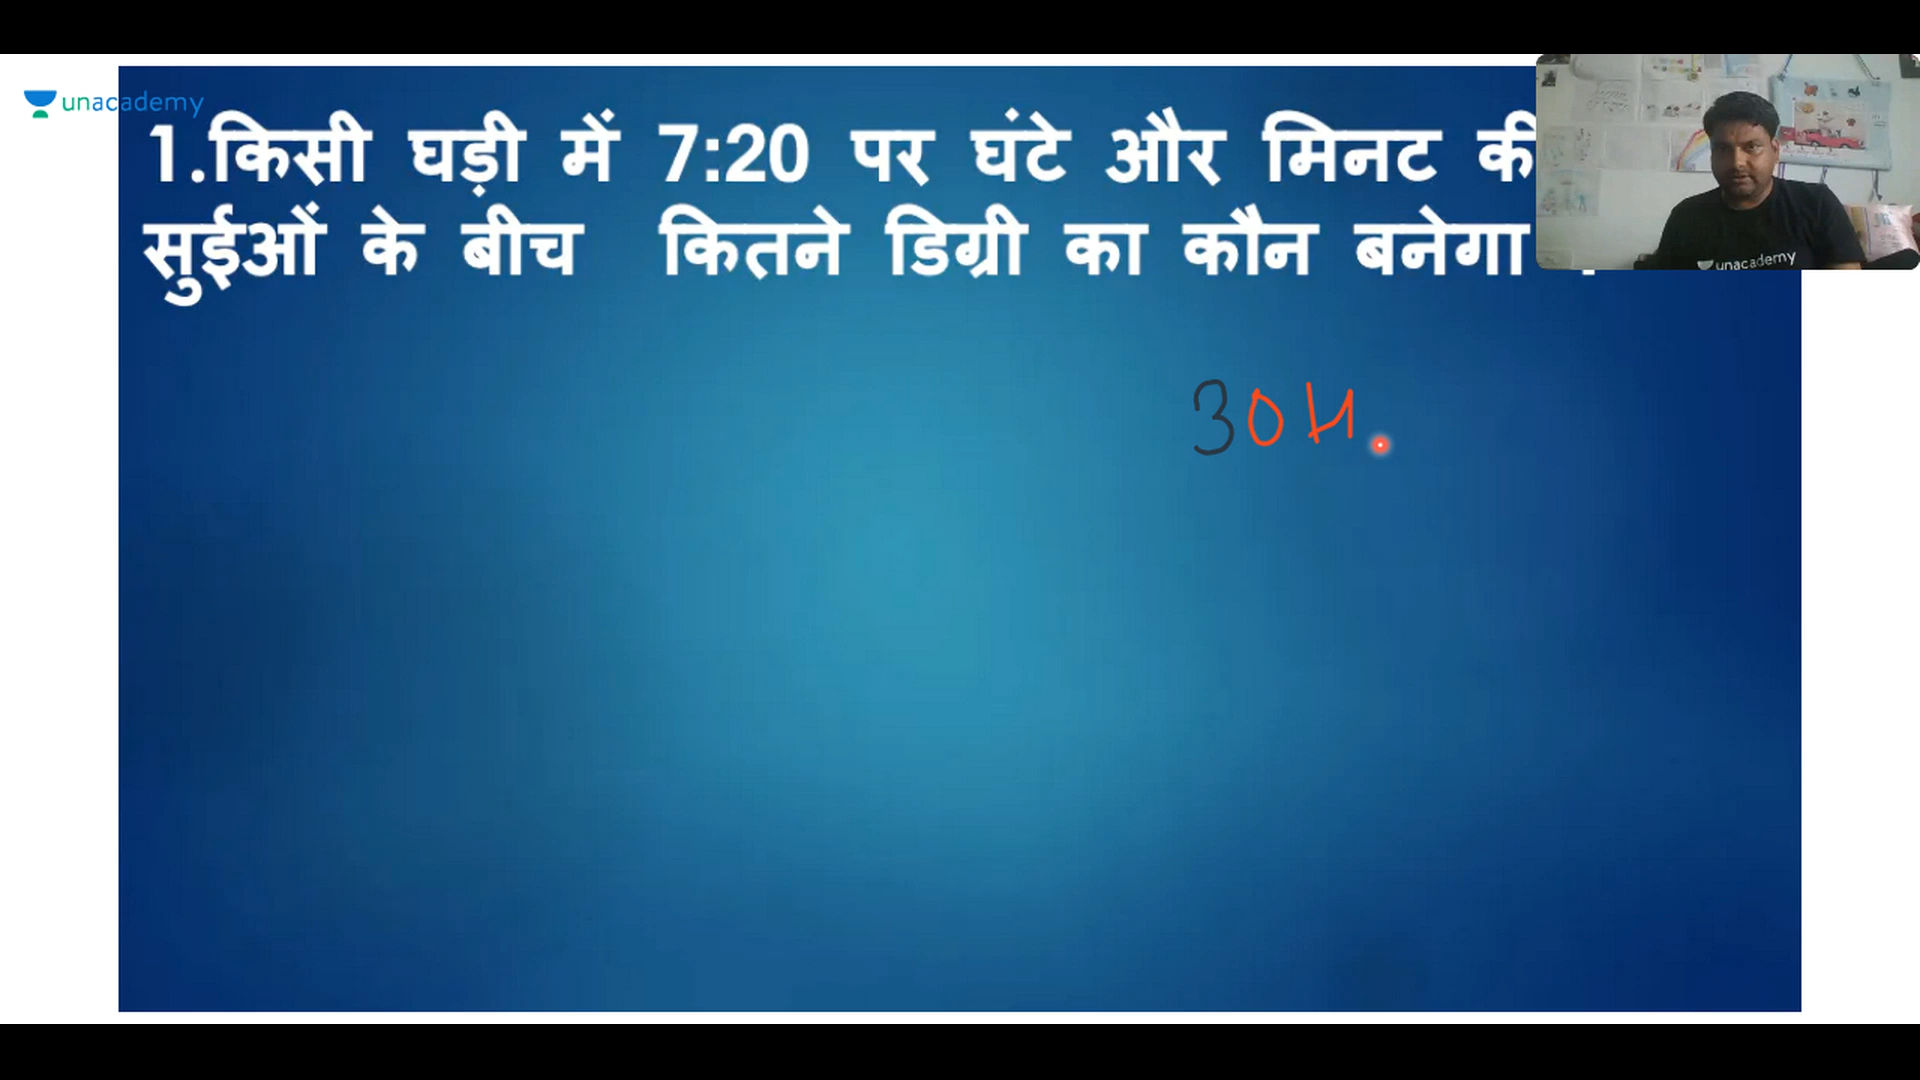 unacademy
1.किसी घड़ी में 7:20 पर घंटे और मिनट की
सुईओं के बीच कितने डिग्री का कौन बनेगा
30H
unacademy